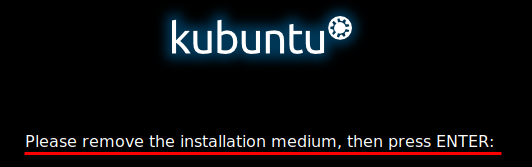 kubuntu
Please remove the installation medium, then press ENTER: